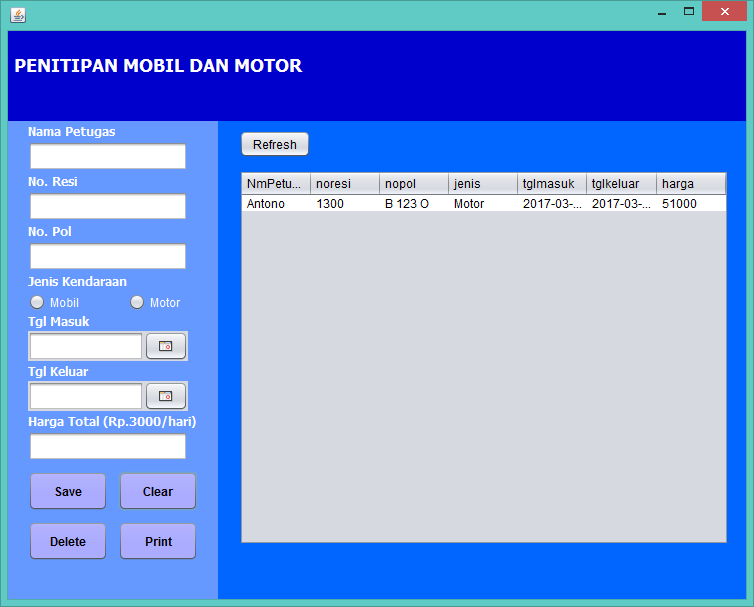 PENITIPAN MOBIL DAN MOTOR
Nama Petugas
No. Resi
No. Pol
Jenis Kendaraan
Mobil Motor
Tgl Masuk
Tgl Keluar
Harga Total (Rp.3000/hari)
Save Clear
Delete Print
Refresh
NmPetu... noresi nopol jenis tglmasuk tglkeluar harga
Antono 1300 B 123 O Motor 2017-03-... 2017-03-... 51000